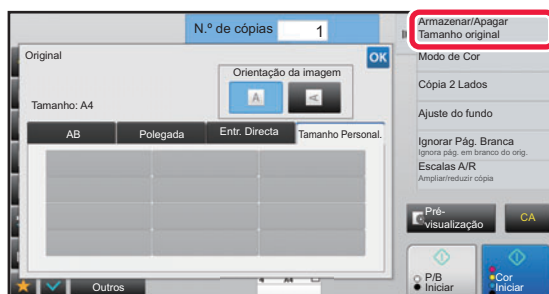 N.º de cópias 1
Armazenar/Apagar
Tamanho original
Original
OK
Modo de Cor
Orientação da imagem
Cópia 2 Lados
A A
Tamanho: A4
Ajuste do fundo
AB Polegada Entr. Directa Tamanho Personal.
Ignorar Pág. Branca
Ignora pág. em branco do orig.
Escalas A/R
Ampliar/reduzir cópia
Pré-
visualização
CA
P/B
Iniciar
Cor
Iniciar
Outros
A4